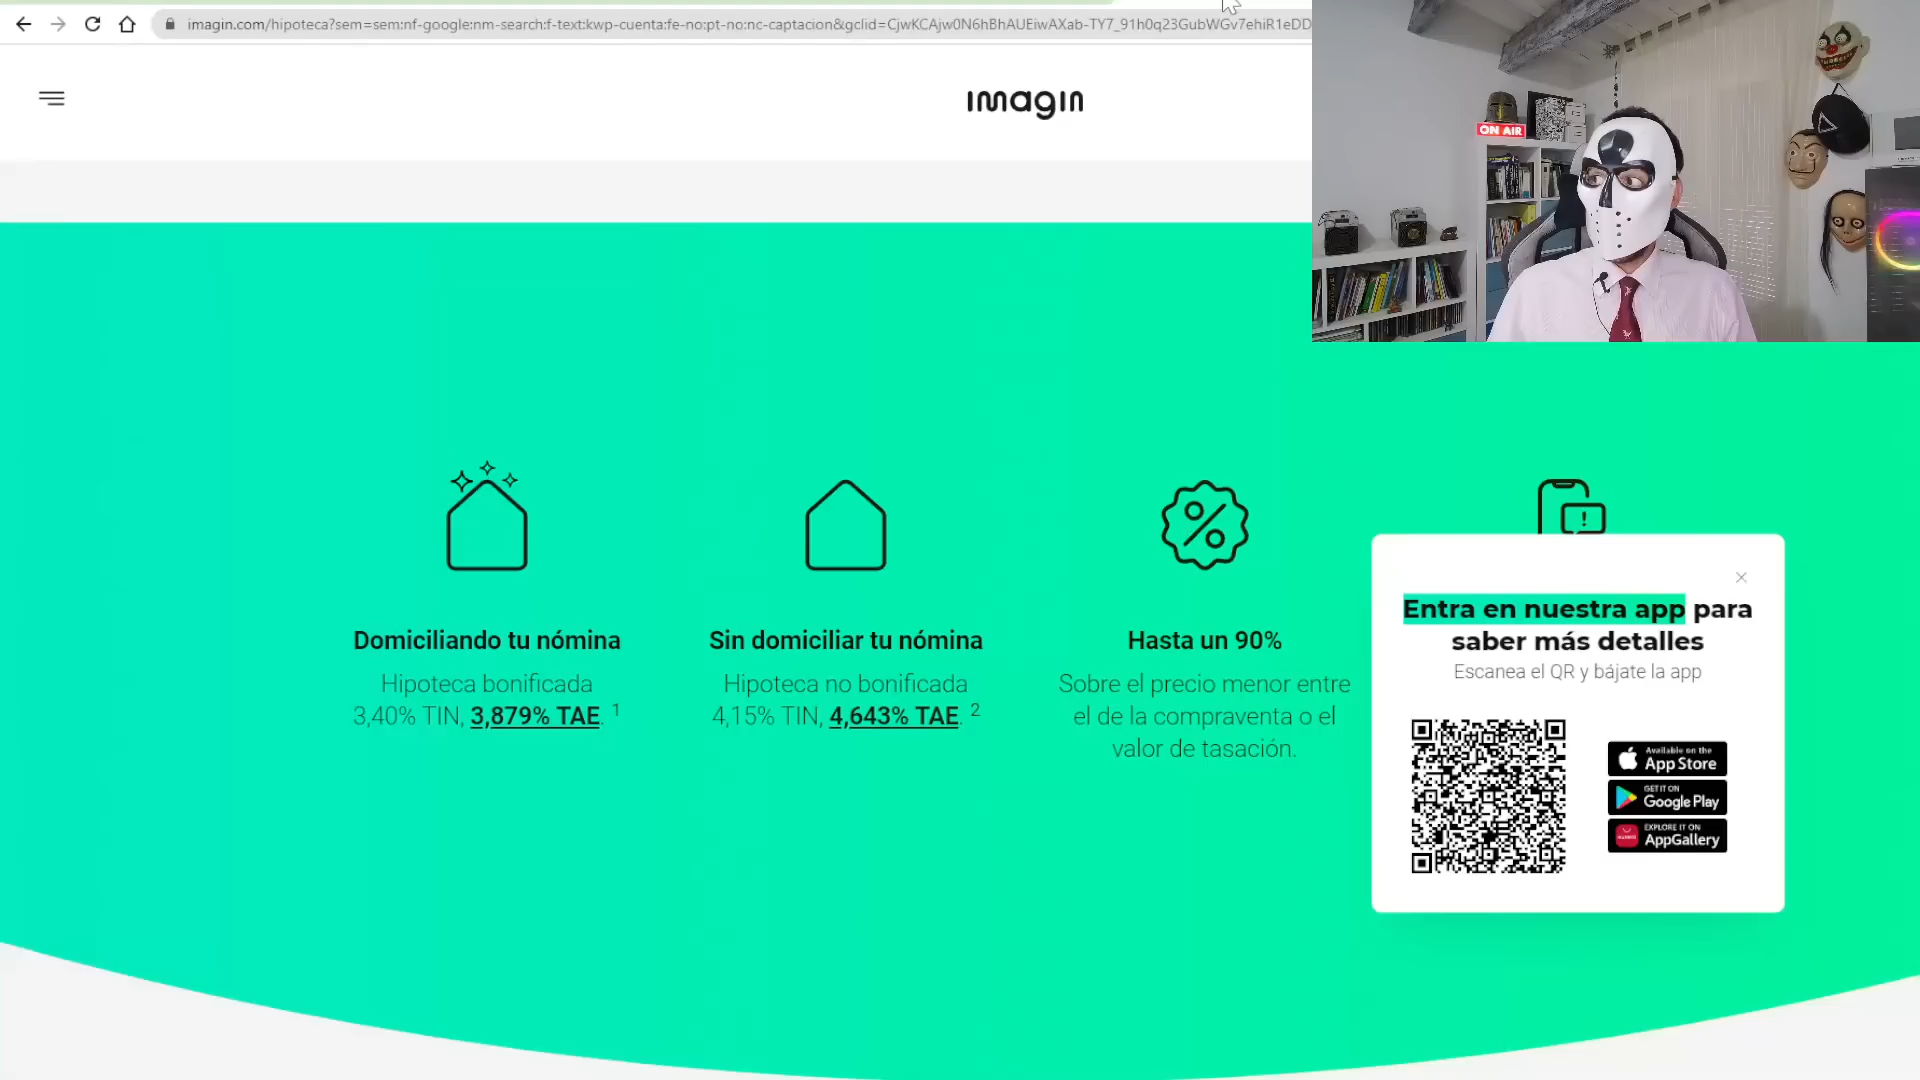 imagin.com/hipoteca?sem=sem:nf-google:nm-search:f-text:kwp-cuenta:fe-no:pt-no:nc-captacion&gclid=CjwKCAjw0N6hBhAUEiwAXab-TY7_91h0q23GubWGv7ehiR1eDD
imagin
ON AIR
Domiciliando tu nómina
Hipoteca bonificada
3,40% TIN, 3,879% TAE. 1
Sin domiciliar tu nómina
Hipoteca no bonificada
4,15% TIN, 4,643% TAE. 2
Hasta un 90%
Sobre el precio menor entre
el de la compraventa o el
valor de tasación.
Entra en nuestra app para
saber más detalles
Escanea el QR y bájate la app
Available on the
App Store
GET IT ON
Google Play
EXPLORE IT ON
AppGallery